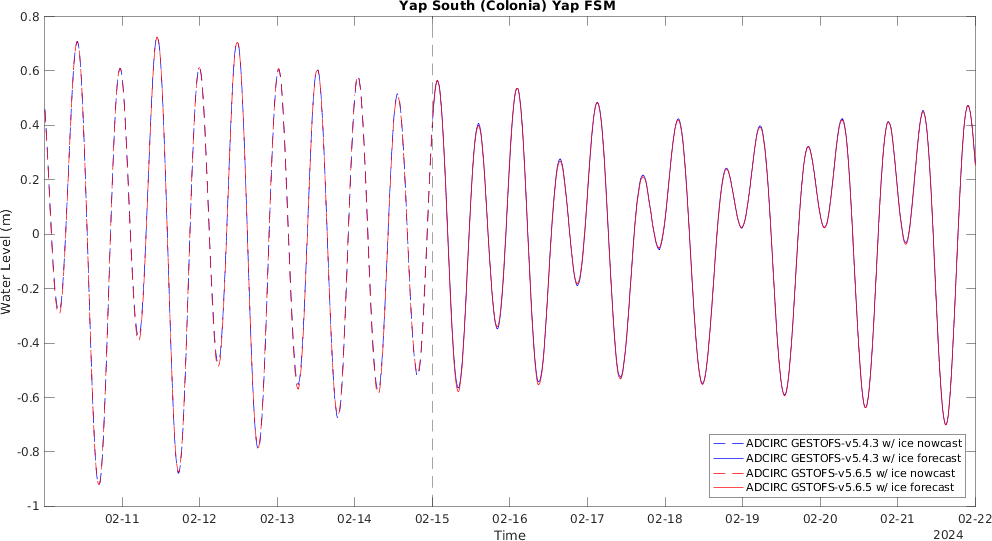 Yap South (Colonia) Yap FSM
0.8
0.6
0.4
0.2
0
-0.2
-0.4
-0.6
-0.8
-1
Water Level (m)
ADCIRC GESTOFS-v5.4.3 w/ ice nowcast
ADCIRC GESTOFS-v5.4.3 w/ ice forecast
ADCIRC GSTOFS-v5.6.5 w/ ice nowcast
ADCIRC GSTOFS-v5.6.5 w/ ice forecast
02-11 02-12 02-13 02-14 02-15 02-16 02-17 02-18 02-19 02-20 02-21 02-22
Time
2024